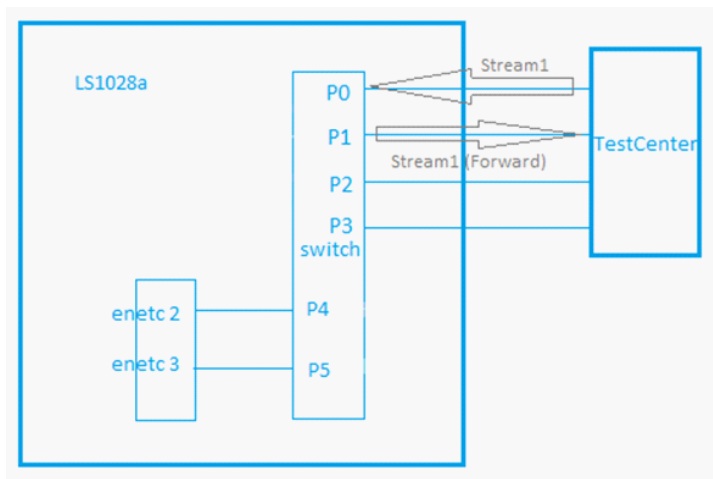 Stream1
LS1028a
P0
P1
TestCenter
Stream1 (Forward)
P2
P3
switch
enetc 2
P4
enetc 3
P5